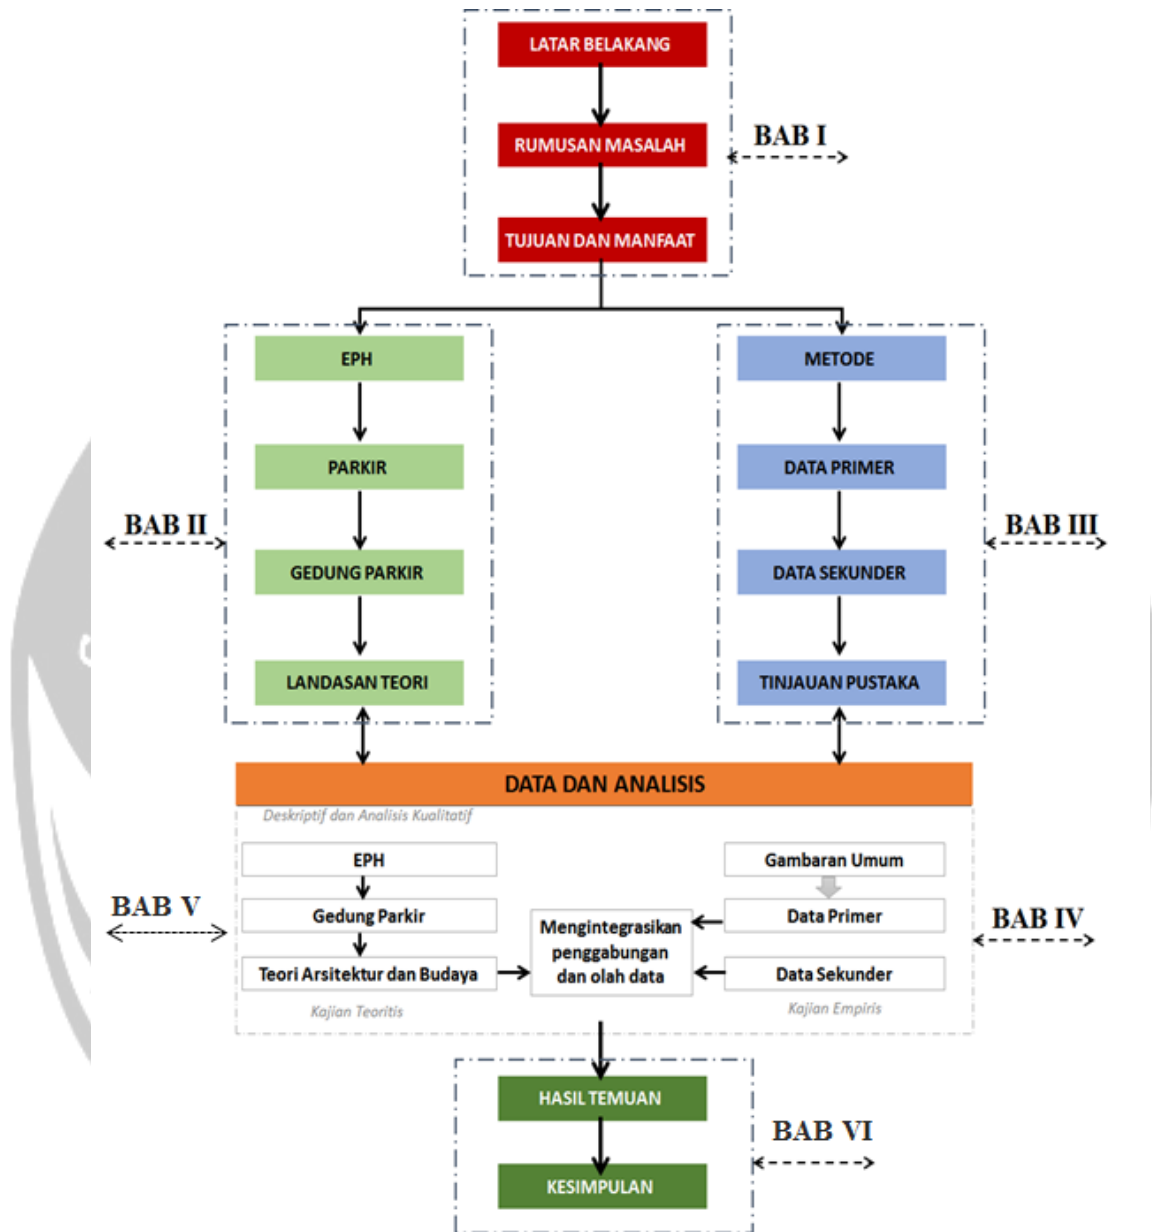 LATAR BELAKANG
RUMUSAN MASALAH
BAB I
TUJUAN DAN MANFAAT
EPH
PARKIR
GEDUNG PARKIR
LANDASAN TEORI
BAB II
METODE
DATA PRIMER
DATA SEKUNDER
TINJAUAN PUSTAKA
BAB III
DATA DAN ANALISIS
Deskriptif dan Analisis Kualitatif
EPH
Gedung Parkir
Teori Arsitektur dan Budaya
Kajian Teoritis
BAB V
Mengintegrasikan
penggabungan
dan olah data
Gambaran Umum
Data Primer
Data Sekunder
Kajian Empiris
BAB IV
HASIL TEMUAN
KESIMPULAN
BAB VI